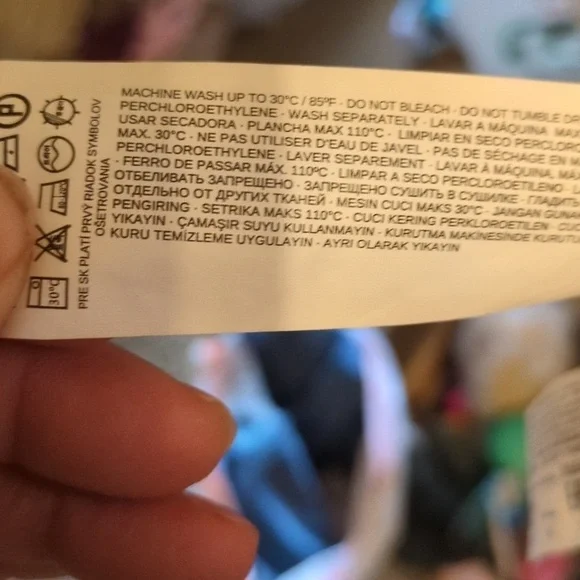 MACHINE WASH UP TO 30°C / 85ºF · DO NOT BLEACH · DO NOT TUMBLE
PERCHLOROETHYLENE · WASH SEPARATELY · LAVAR A MÁQUINA
USAR SECADORA · PLANCHA MAX 110°C · LIMPIAR EN SECO
MAX. 30°C · NE PAS UTILISER D'EAU DE JAVEL · PAS DE SÉCHAGE EN
PERCHLOROETHYLENE · LAVER SEPAREMENT · LAVAR À MÁQUINA,
· FERRO DE PASSAR MÁX. 110ºC · LIMPAR A SECO PERCLOROETILENO ·
ОТБЕЛИВАТЬ ЗАПРЕЩЕНО · ЗАПРЕЩЕНО СУШИТЬ В СУШИЛКЕ ·
ОТДЕЛЬНО ОТ ДРУГИХ ТКАНЕЙ · MESIN CUCI MAKS 30°C · JANGAN
PENGIRING · SETRIKA MAKS 110°C · CUCI KERING PERKLOROETILEN ·
YIKAYIN · ÇAMAŞIR SUYU KULLANMAYIN · KURUTMA MAKİNESİNDE
KURU TEMİZLEME UYGULAYIN · AYRI OLARAK YIKAYIN
PRE SK PLATÍ PRVÝ RIADOK SYMBOLOV
OŠETROVANIA
P
30°C